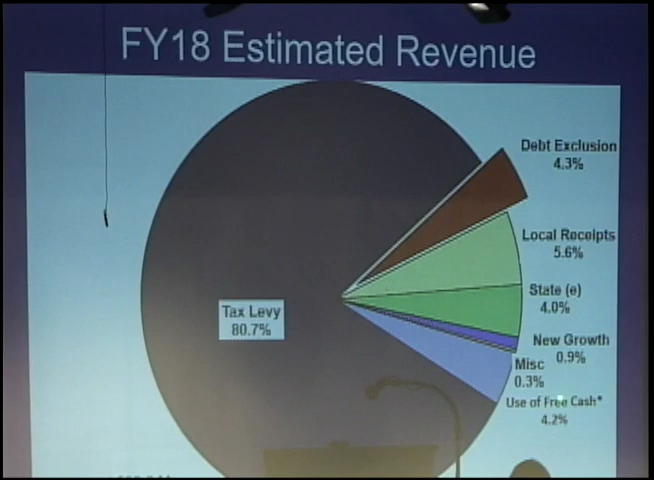 FY18 Estimated Revenue
Debt Exclusion
4.3%
Local Receipts
5.6%
State (e)
4.0%
New Growth
0.9%
Misc
0.3%
Use of Free Cash*
4.2%
Tax Levy
80.7%